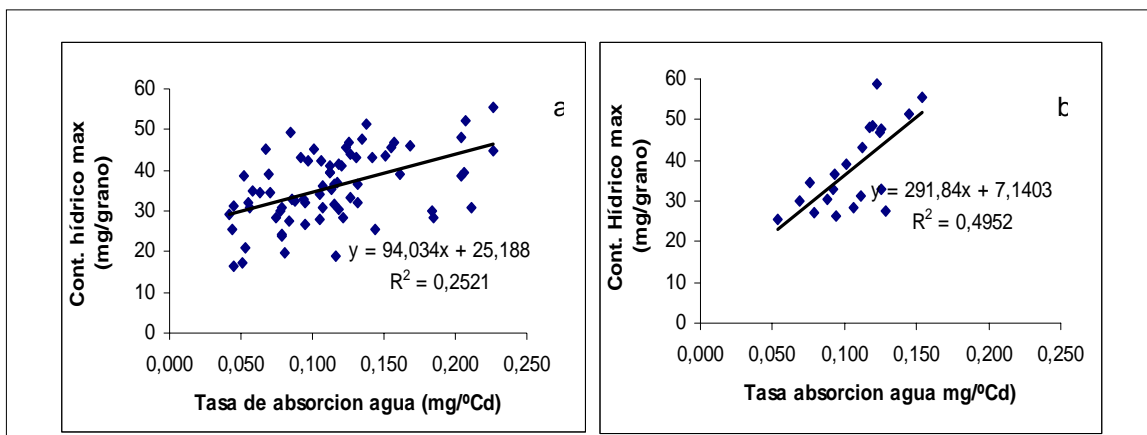 a
Cont. hídrico max
(mg/grano)
60
50
40
30
20
10
0
y = 94,034x + 25,188
R² = 0,2521
0,000 0,050 0,100 0,150 0,200 0,250
Tasa de absorcion agua (mg/ºCd)
b
Cont. Hídrico max
(mg/grano)
60
50
40
30
20
10
0
y = 291,84x + 7,1403
R² = 0,4952
0,000 0,050 0,100 0,150 0,200 0,250
Tasa absorcion agua mg/ºCd)